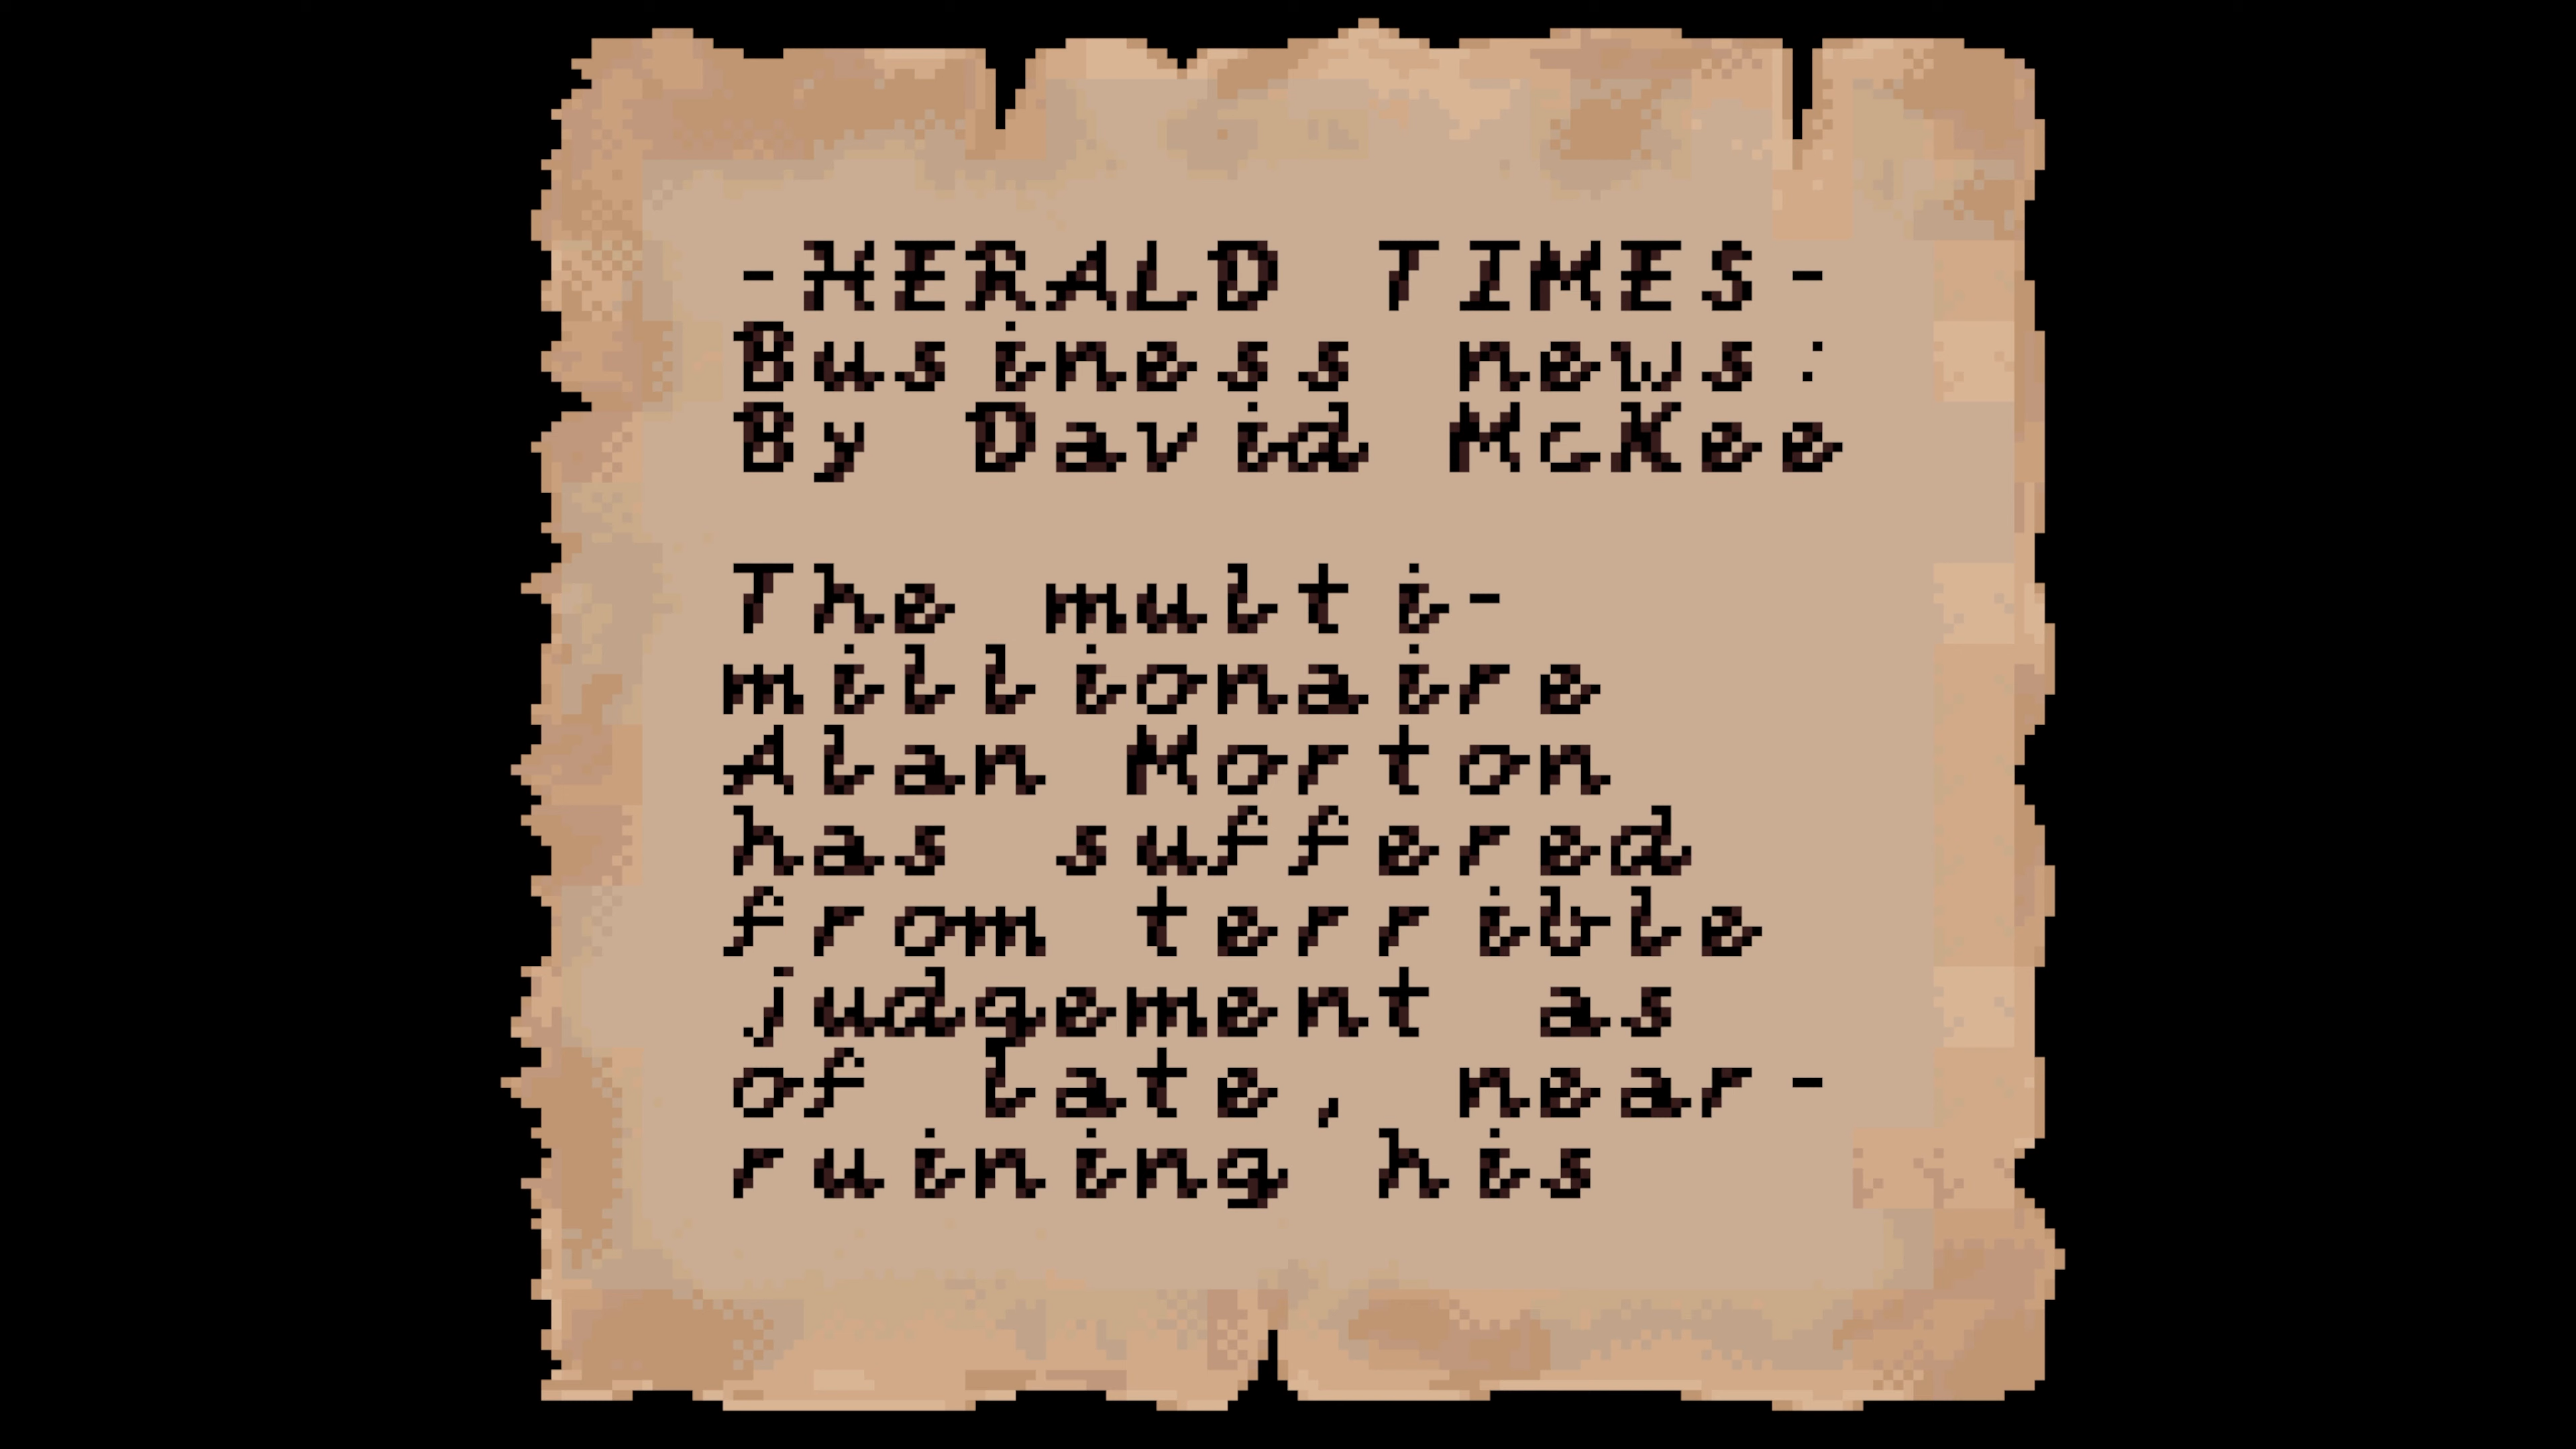 -HERALD TIMES-
Business news:
By David McKee
The multi-
millionaire
Alan Morton
has suffered
from terrible
judgement as
of late, near-
ruining his